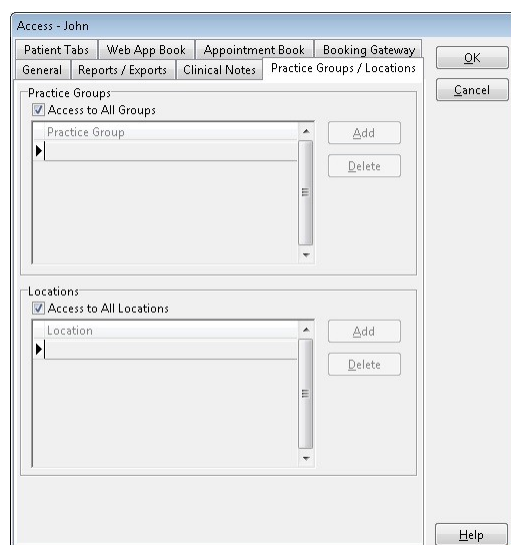 Access - John
Patient Tabs Web App Book Appointment Book Booking Gateway
General Reports / Exports Clinical Notes Practice Groups / Locations
OK
Cancel
Practice Groups
Access to All Groups
Practice Group
Add
Delete
Locations
Access to All Locations
Location
Add
Delete
Help